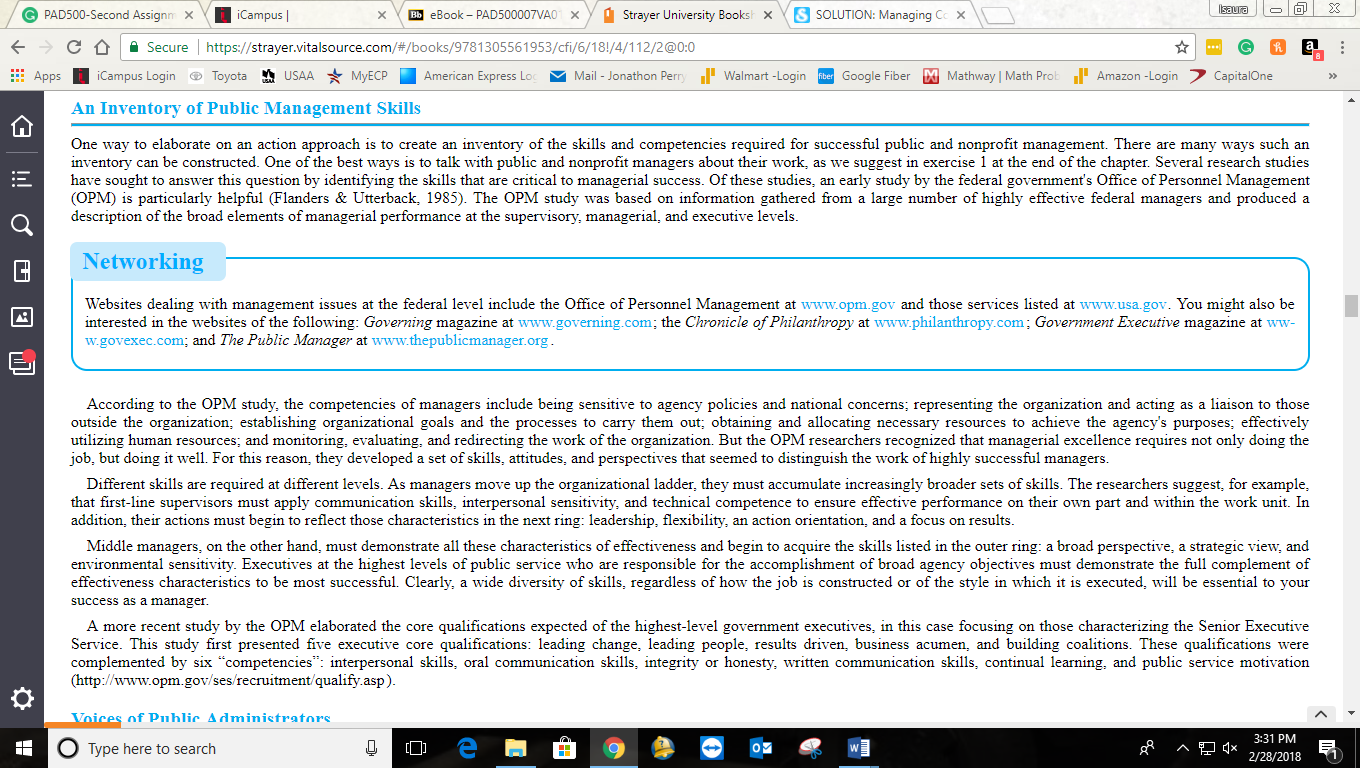 PAD500-Second Assignm
iCampus |
Bb eBook – PAD500007VA01
Strayer University Booksh
S SOLUTION: Managing Co
Isaura
Secure https://strayer.vitalsource.com/#/books/9781305561953/cfi/6/18!/4/112/2@0:0
8
Apps
iCampus Login
Toyota
USAA
USAA
MyECP
American Express Loc
Mail - Jonathon Perry
Walmart -Login
fiber
Google Fiber
Mathway | Math Prob
Amazon -Login
CapitalOne
»
An Inventory of Public Management Skills
One way to elaborate on an action approach is to create an inventory of the skills and competencies required for successful public and nonprofit management. There are many ways such an
inventory can be constructed. One of the best ways is to talk with public and nonprofit managers about their work, as we suggest in exercise 1 at the end of the chapter. Several research studies
have sought to answer this question by identifying the skills that are critical to managerial success. Of these studies, an early study by the federal government's Office of Personnel Management
(OPM) is particularly helpful (Flanders & Utterback, 1985). The OPM study was based on information gathered from a large number of highly effective federal managers and produced a
description of the broad elements of managerial performance at the supervisory, managerial, and executive levels.
Networking
Websites dealing with management issues at the federal level include the Office of Personnel Management at www.opm.gov and those services listed at www.usa.gov. You might also be
interested in the websites of the following: Governing magazine at www.governing.com; the Chronicle of Philanthropy at www.philanthropy.com; Government Executive magazine at ww-
w.govexec.com; and The Public Manager at www.thepublicmanager.org.
According to the OPM study, the competencies of managers include being sensitive to agency policies and national concerns; representing the organization and acting as a liaison to those
outside the organization; establishing organizational goals and the processes to carry them out; obtaining and allocating necessary resources to achieve the agency's purposes; effectively
utilizing human resources; and monitoring, evaluating, and redirecting the work of the organization. But the OPM researchers recognized that managerial excellence requires not only doing the
job, but doing it well. For this reason, they developed a set of skills, attitudes, and perspectives that seemed to distinguish the work of highly successful managers.
Different skills are required at different levels. As managers move up the organizational ladder, they must accumulate increasingly broader sets of skills. The researchers suggest, for example,
that first-line supervisors must apply communication skills, interpersonal sensitivity, and technical competence to ensure effective performance on their own part and within the work unit. In
addition, their actions must begin to reflect those characteristics in the next ring: leadership, flexibility, an action orientation, and a focus on results.
Middle managers, on the other hand, must demonstrate all these characteristics of effectiveness and begin to acquire the skills listed in the outer ring: a broad perspective, a strategic view, and
environmental sensitivity. Executives at the highest levels of public service who are responsible for the accomplishment of broad agency objectives must demonstrate the full complement of
effectiveness characteristics to be most successful. Clearly, a wide diversity of skills, regardless of how the job is constructed or of the style in which it is executed, will be essential to your
success as a manager.
A more recent study by the OPM elaborated the core qualifications expected of the highest-level government executives, in this case focusing on those characterizing the Senior Executive
Service. This study first presented five executive core qualifications: leading change, leading people, results driven, business acumen, and building coalitions. These qualifications were
complemented by six “competencies”: interpersonal skills, oral communication skills, integrity or honesty, written communication skills, continual learning, and public service motivation
(http://www.opm.gov/ses/recruitment/qualify.asp).
Voices of Public Administrators
Type here to search
3:31 PM
2/28/2018
1